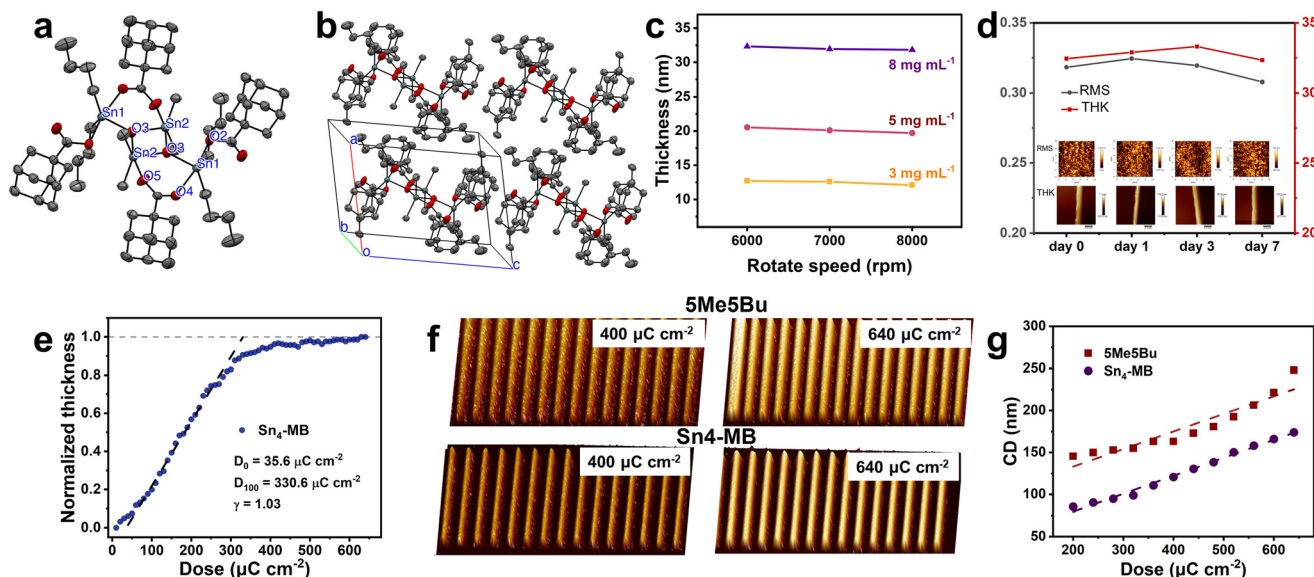 a
Sn1
Sn2
O2
O3
O3
Sn2
Sn1
O5
O4
b
a
b
o
c
c
Thickness (nm)
35
30
25
20
15
10
8 mg mL⁻¹
5 mg mL⁻¹
3 mg mL⁻¹
6000
7000
8000
Rotate speed (rpm)
d
0.35
0.30
0.25
0.20
35
30
25
20
RMS
THK
RMS
THK
day 0
day 1
day 3
day 7
e
Normalized thickness
1.0
0.8
0.6
0.4
0.2
0.0
Sn₄-MB
D₀ = 35.6 μC cm⁻²
D₁₀₀ = 330.6 μC cm⁻²
γ = 1.03
0 100 200 300 400 500 600
Dose (μC cm⁻²)
f
5Me5Bu
400 μC cm⁻²
640 μC cm⁻²
Sn4-MB
400 μC cm⁻²
640 μC cm⁻²
g
CD (nm)
300
250
200
150
100
50
5Me5Bu
Sn₄-MB
200 300 400 500 600
Dose (μC cm⁻²)